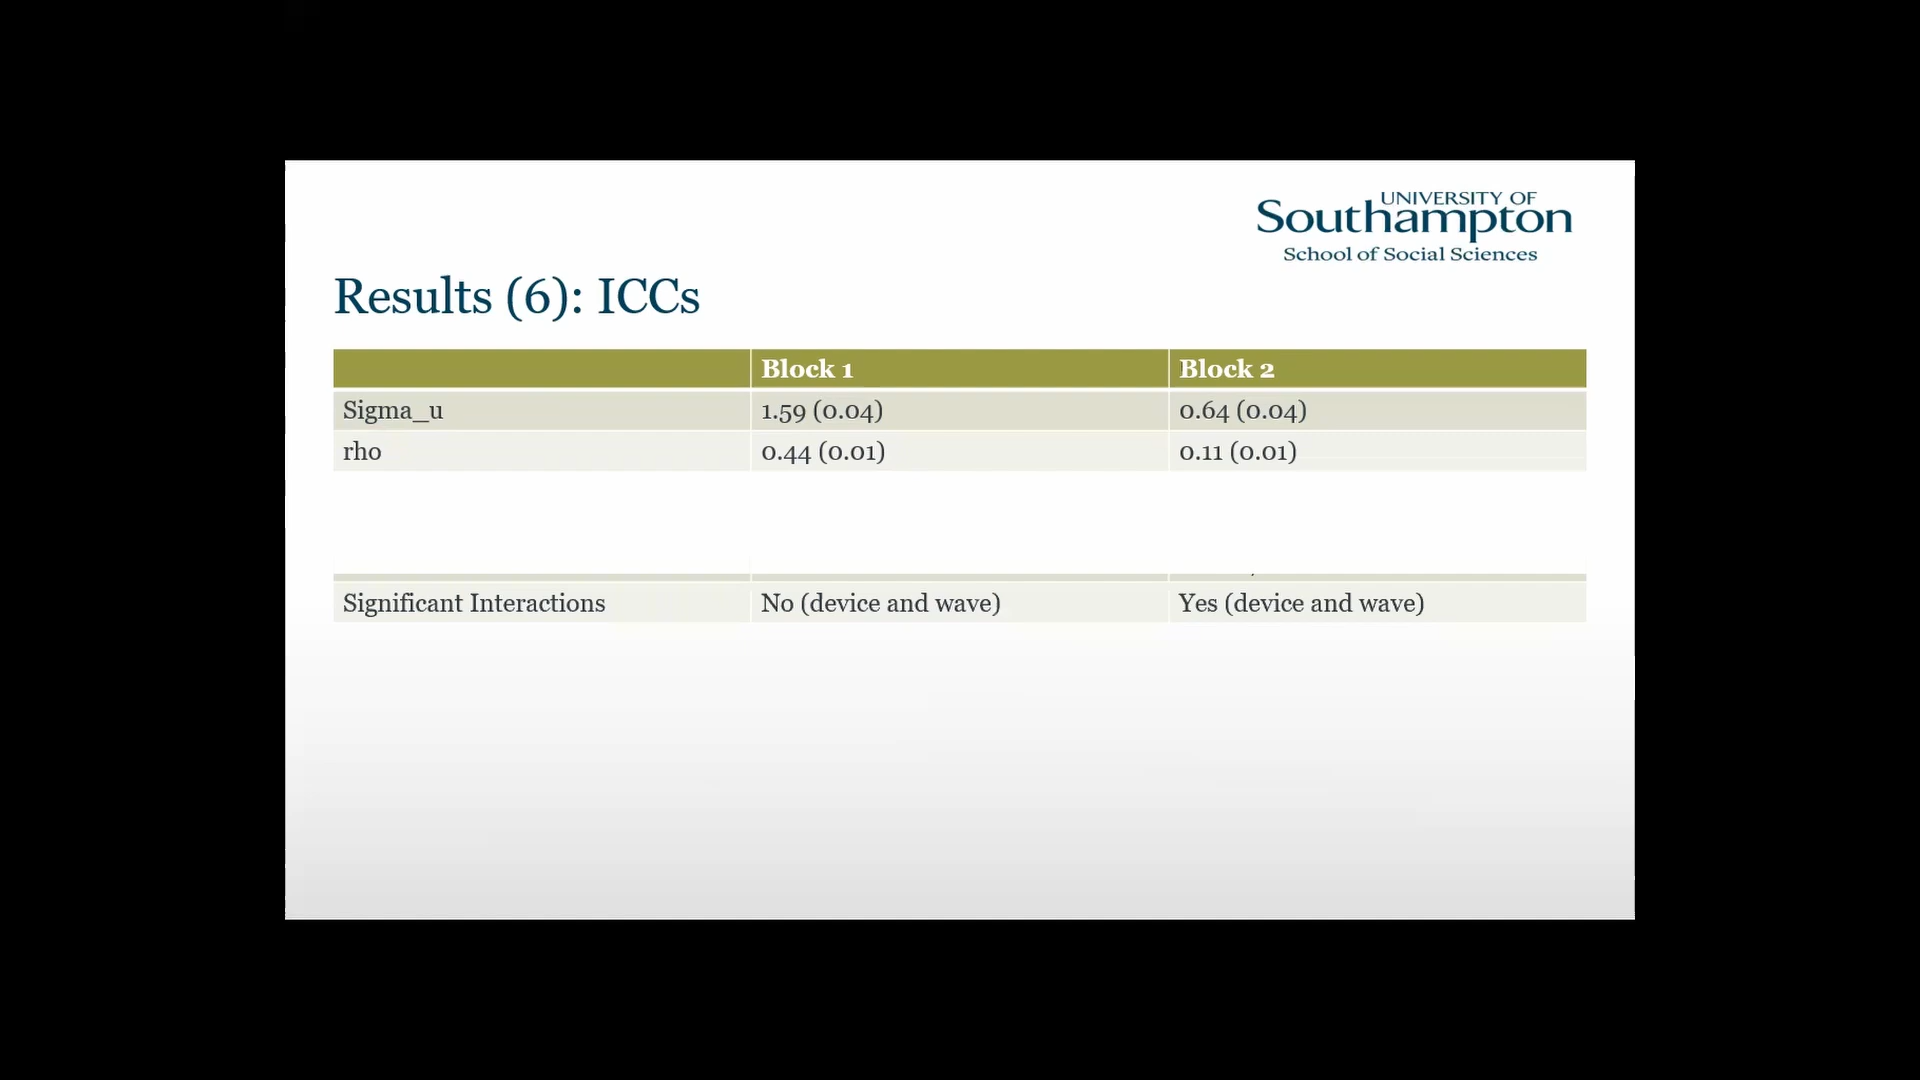 UNIVERSITY OF
Southampton
School of Social Sciences
Results (6): ICCs
Block 1 Block 2
Sigma_u 1.59 (0.04) 0.64 (0.04)
rho 0.44 (0.01) 0.11 (0.01)
Significant Interactions No (device and wave) Yes (device and wave)